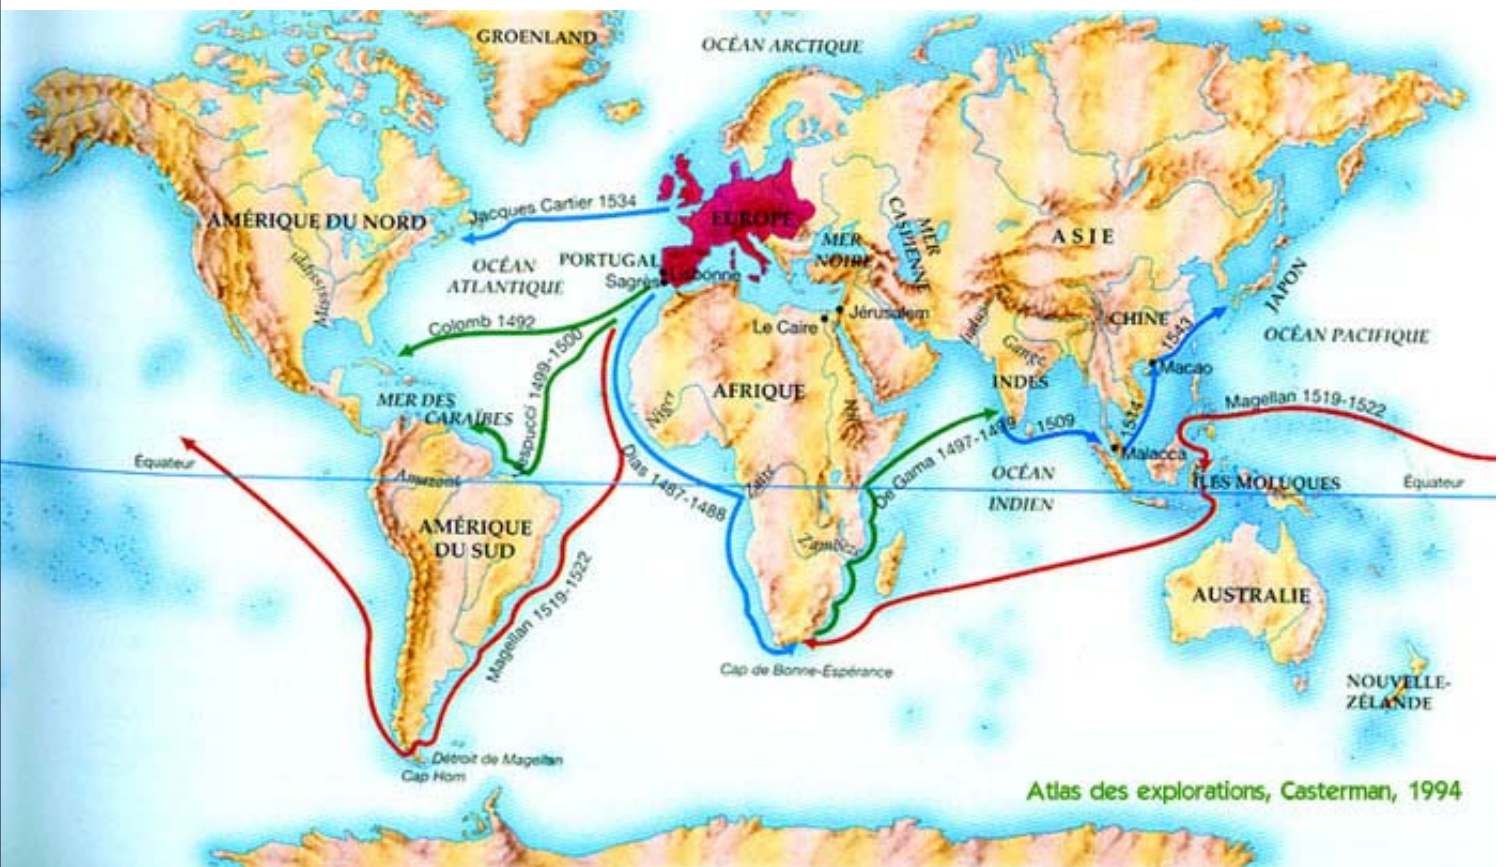 GROENLAND
OCÉAN ARCTIQUE
Jacques Cartier 1534
AMÉRIQUE DU NORD
EUROPE
MER
NOIRE
MER
CASPIENNE
ASIE
PORTUGAL
OCÉAN
ATLANTIQUE
Sagrès
Lisbonne
Mississippi
Colomb 1492
Le Caire
Jérusalem
Indus
Gange
CHINE
JAPON
1543
OCÉAN PACIFIQUE
Macao
INDES
MER DES
CARAÏBES
Vespucci 1499-1500
AFRIQUE
Niger
Nil
Magellan 1519-1522
1509
1514
Malacca
De Gama 1497-1499
OCÉAN
INDIEN
Équateur
Amazone
Dias 1487-1488
Zaïre
ÎLES MOLUQUES
Équateur
AMÉRIQUE
DU SUD
Zambèze
Magellan 1519-1522
AUSTRALIE
Cap de Bonne-Espérance
NOUVELLE-
ZÉLANDE
Détroit de Magellan
Cap Horn
Atlas des explorations, Casterman, 1994